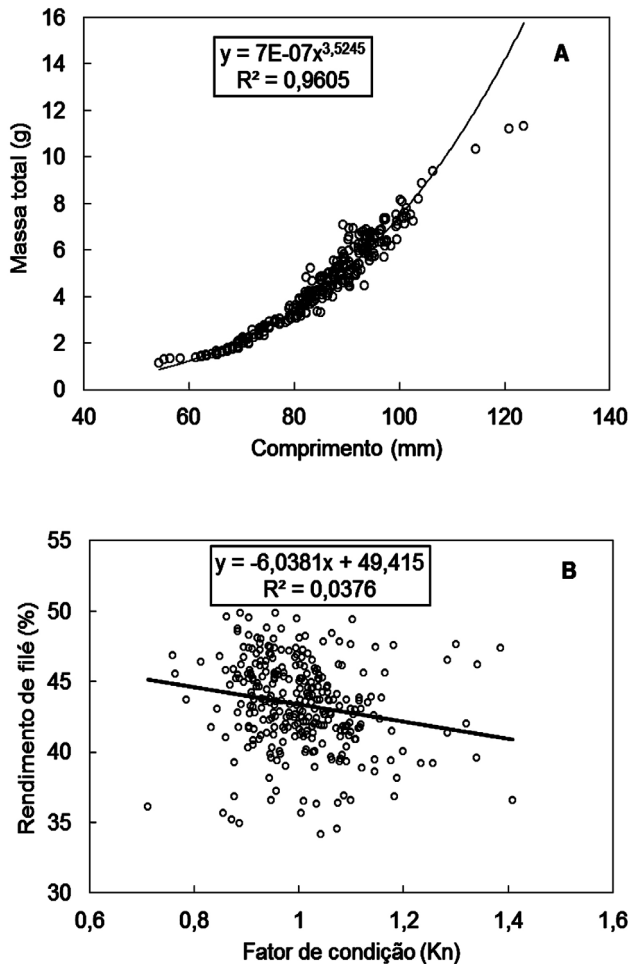 y = 7E-07x^3,5245
R² = 0,9605
A
16
14
12
10
8
6
4
2
0
Massa total (g)
40 60 80 100 120 140
Comprimento (mm)
y = -6,0381x + 49,415
R² = 0,0376
B
55
50
45
40
35
30
Rendimento de filé (%)
0,6 0,8 1 1,2 1,4 1,6
Fator de condição (Kn)